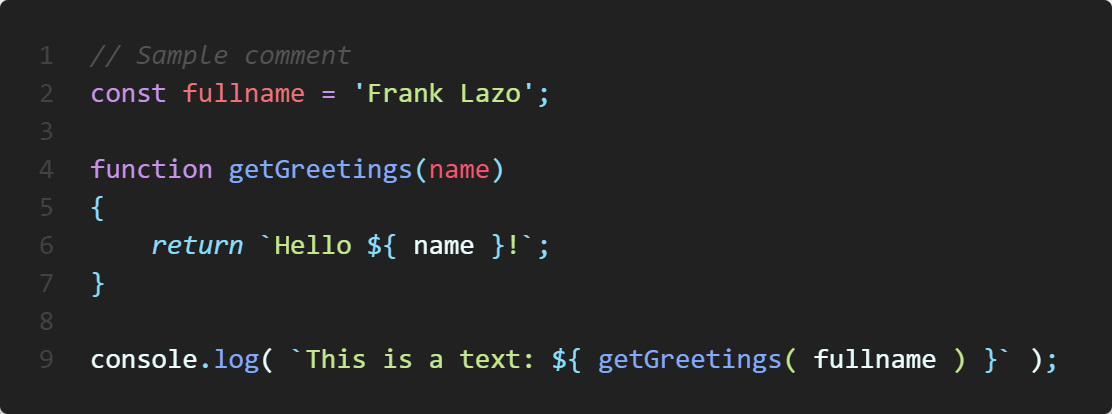 1 // Sample comment
2 const fullname = 'Frank Lazo';
3
4 function getGreetings(name)
5 {
6     return `Hello ${ name }!`;
7 }
8
9 console.log( `This is a text: ${ getGreetings( fullname ) }` );